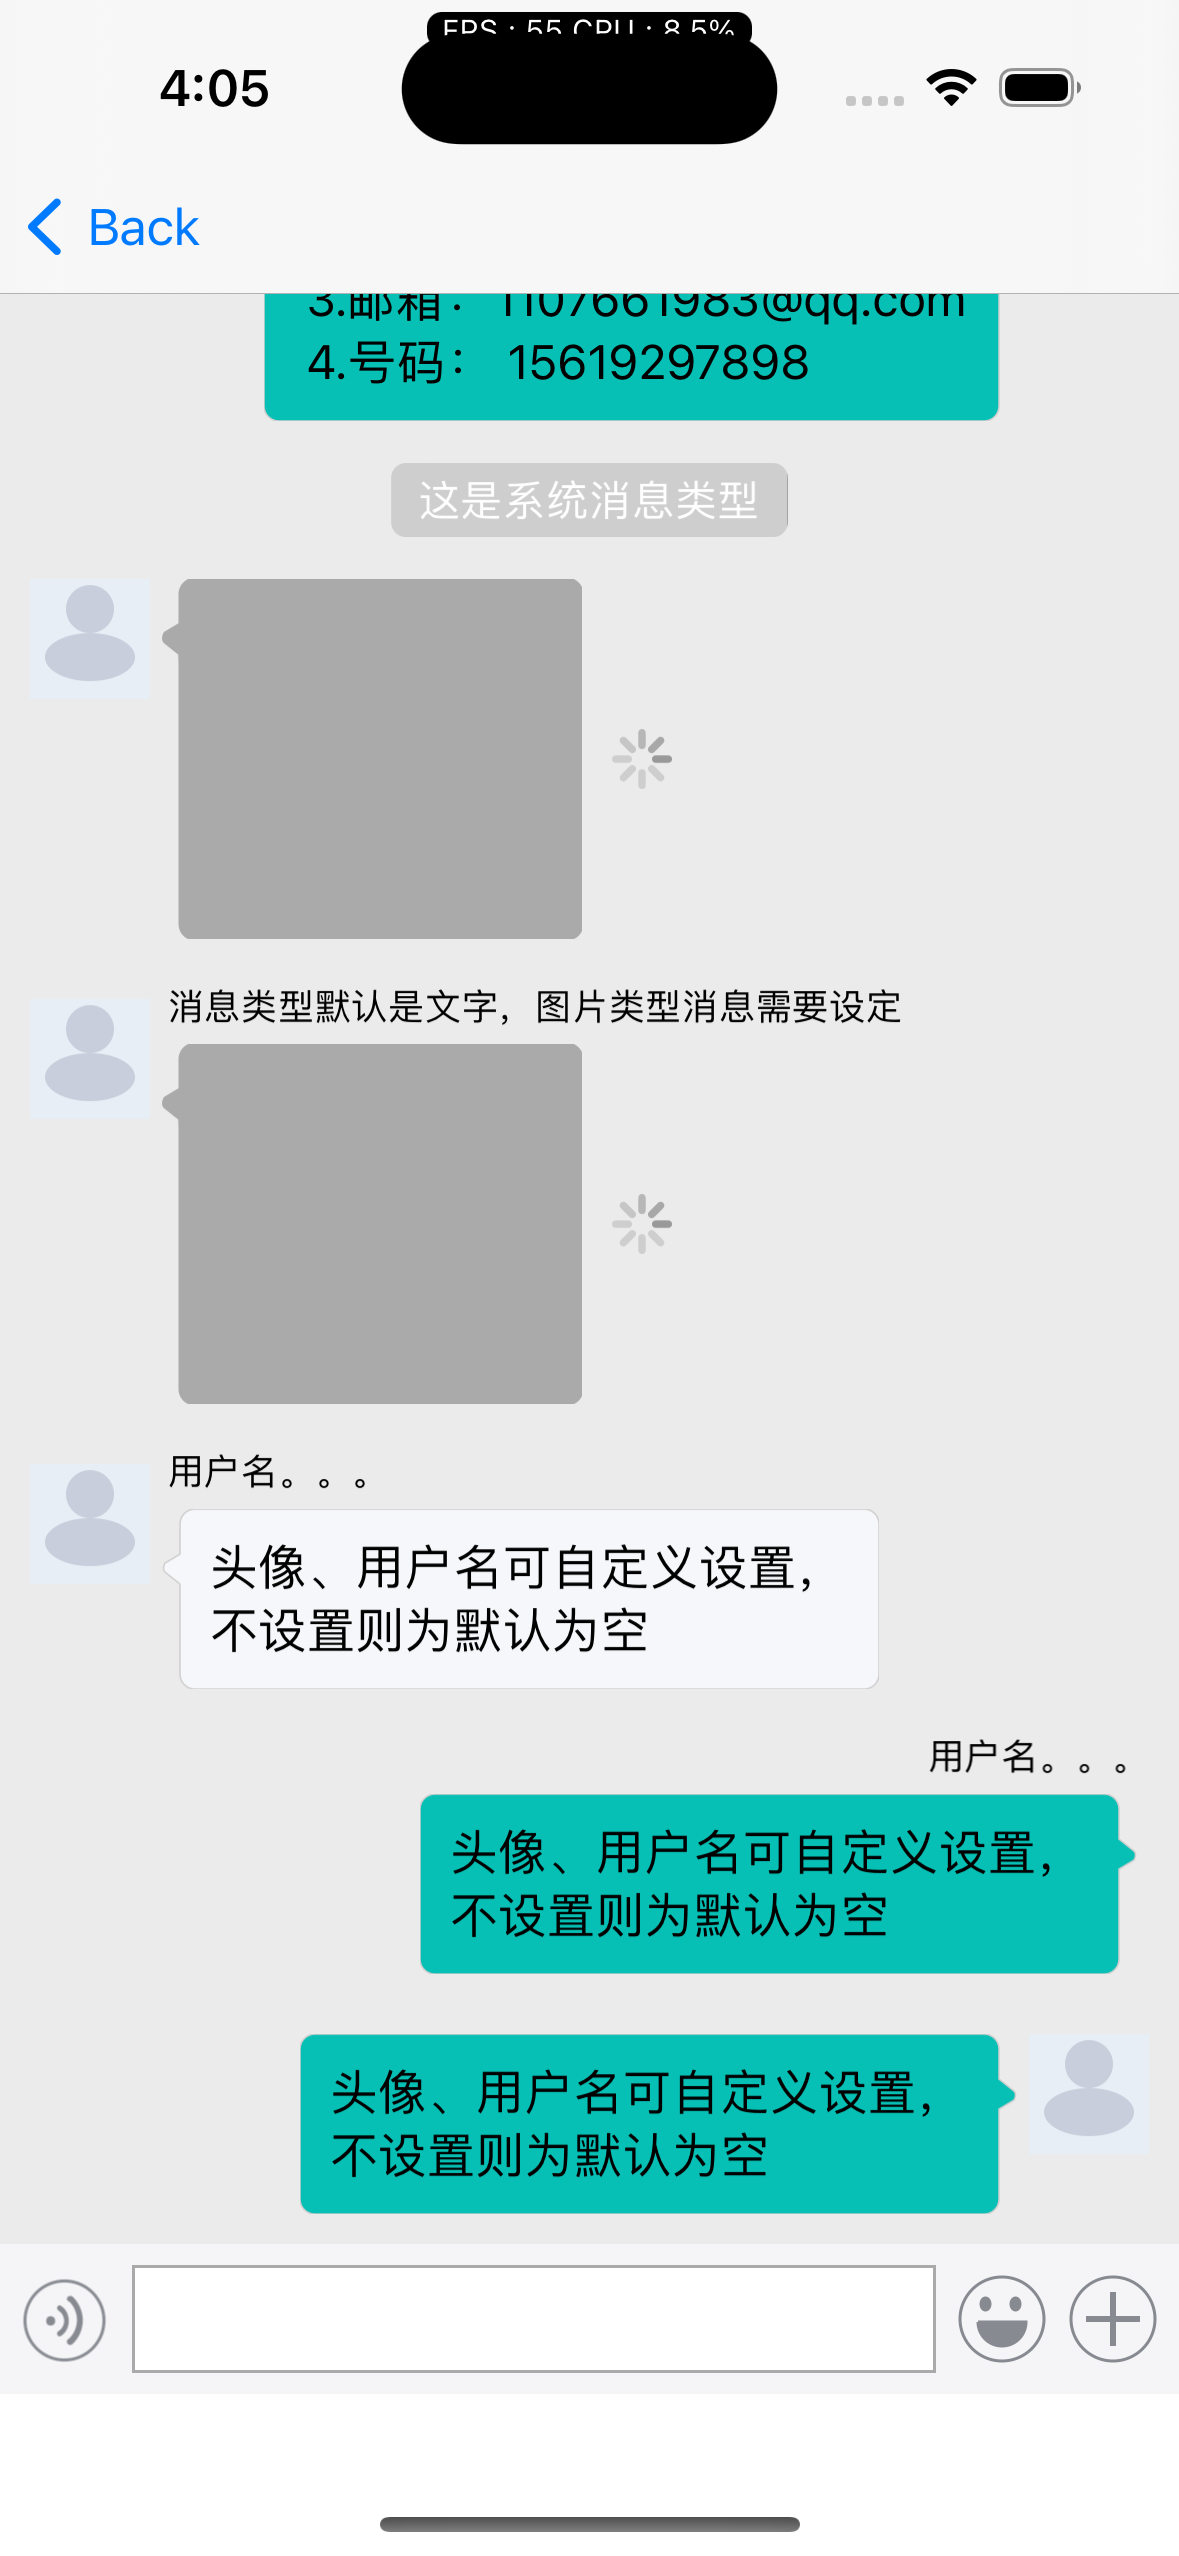 FPS : 55 CPU : 8.5%
4:05
Back
3.邮箱： 1107661983@qq.com
4.号码： 15619297898
这是系统消息类型
消息类型默认是文字，图片类型消息需要设定
用户名。。。
头像、用户名可自定义设置，
不设置则为默认为空
用户名。。。
头像、用户名可自定义设置，
不设置则为默认为空
头像、用户名可自定义设置，
不设置则为默认为空